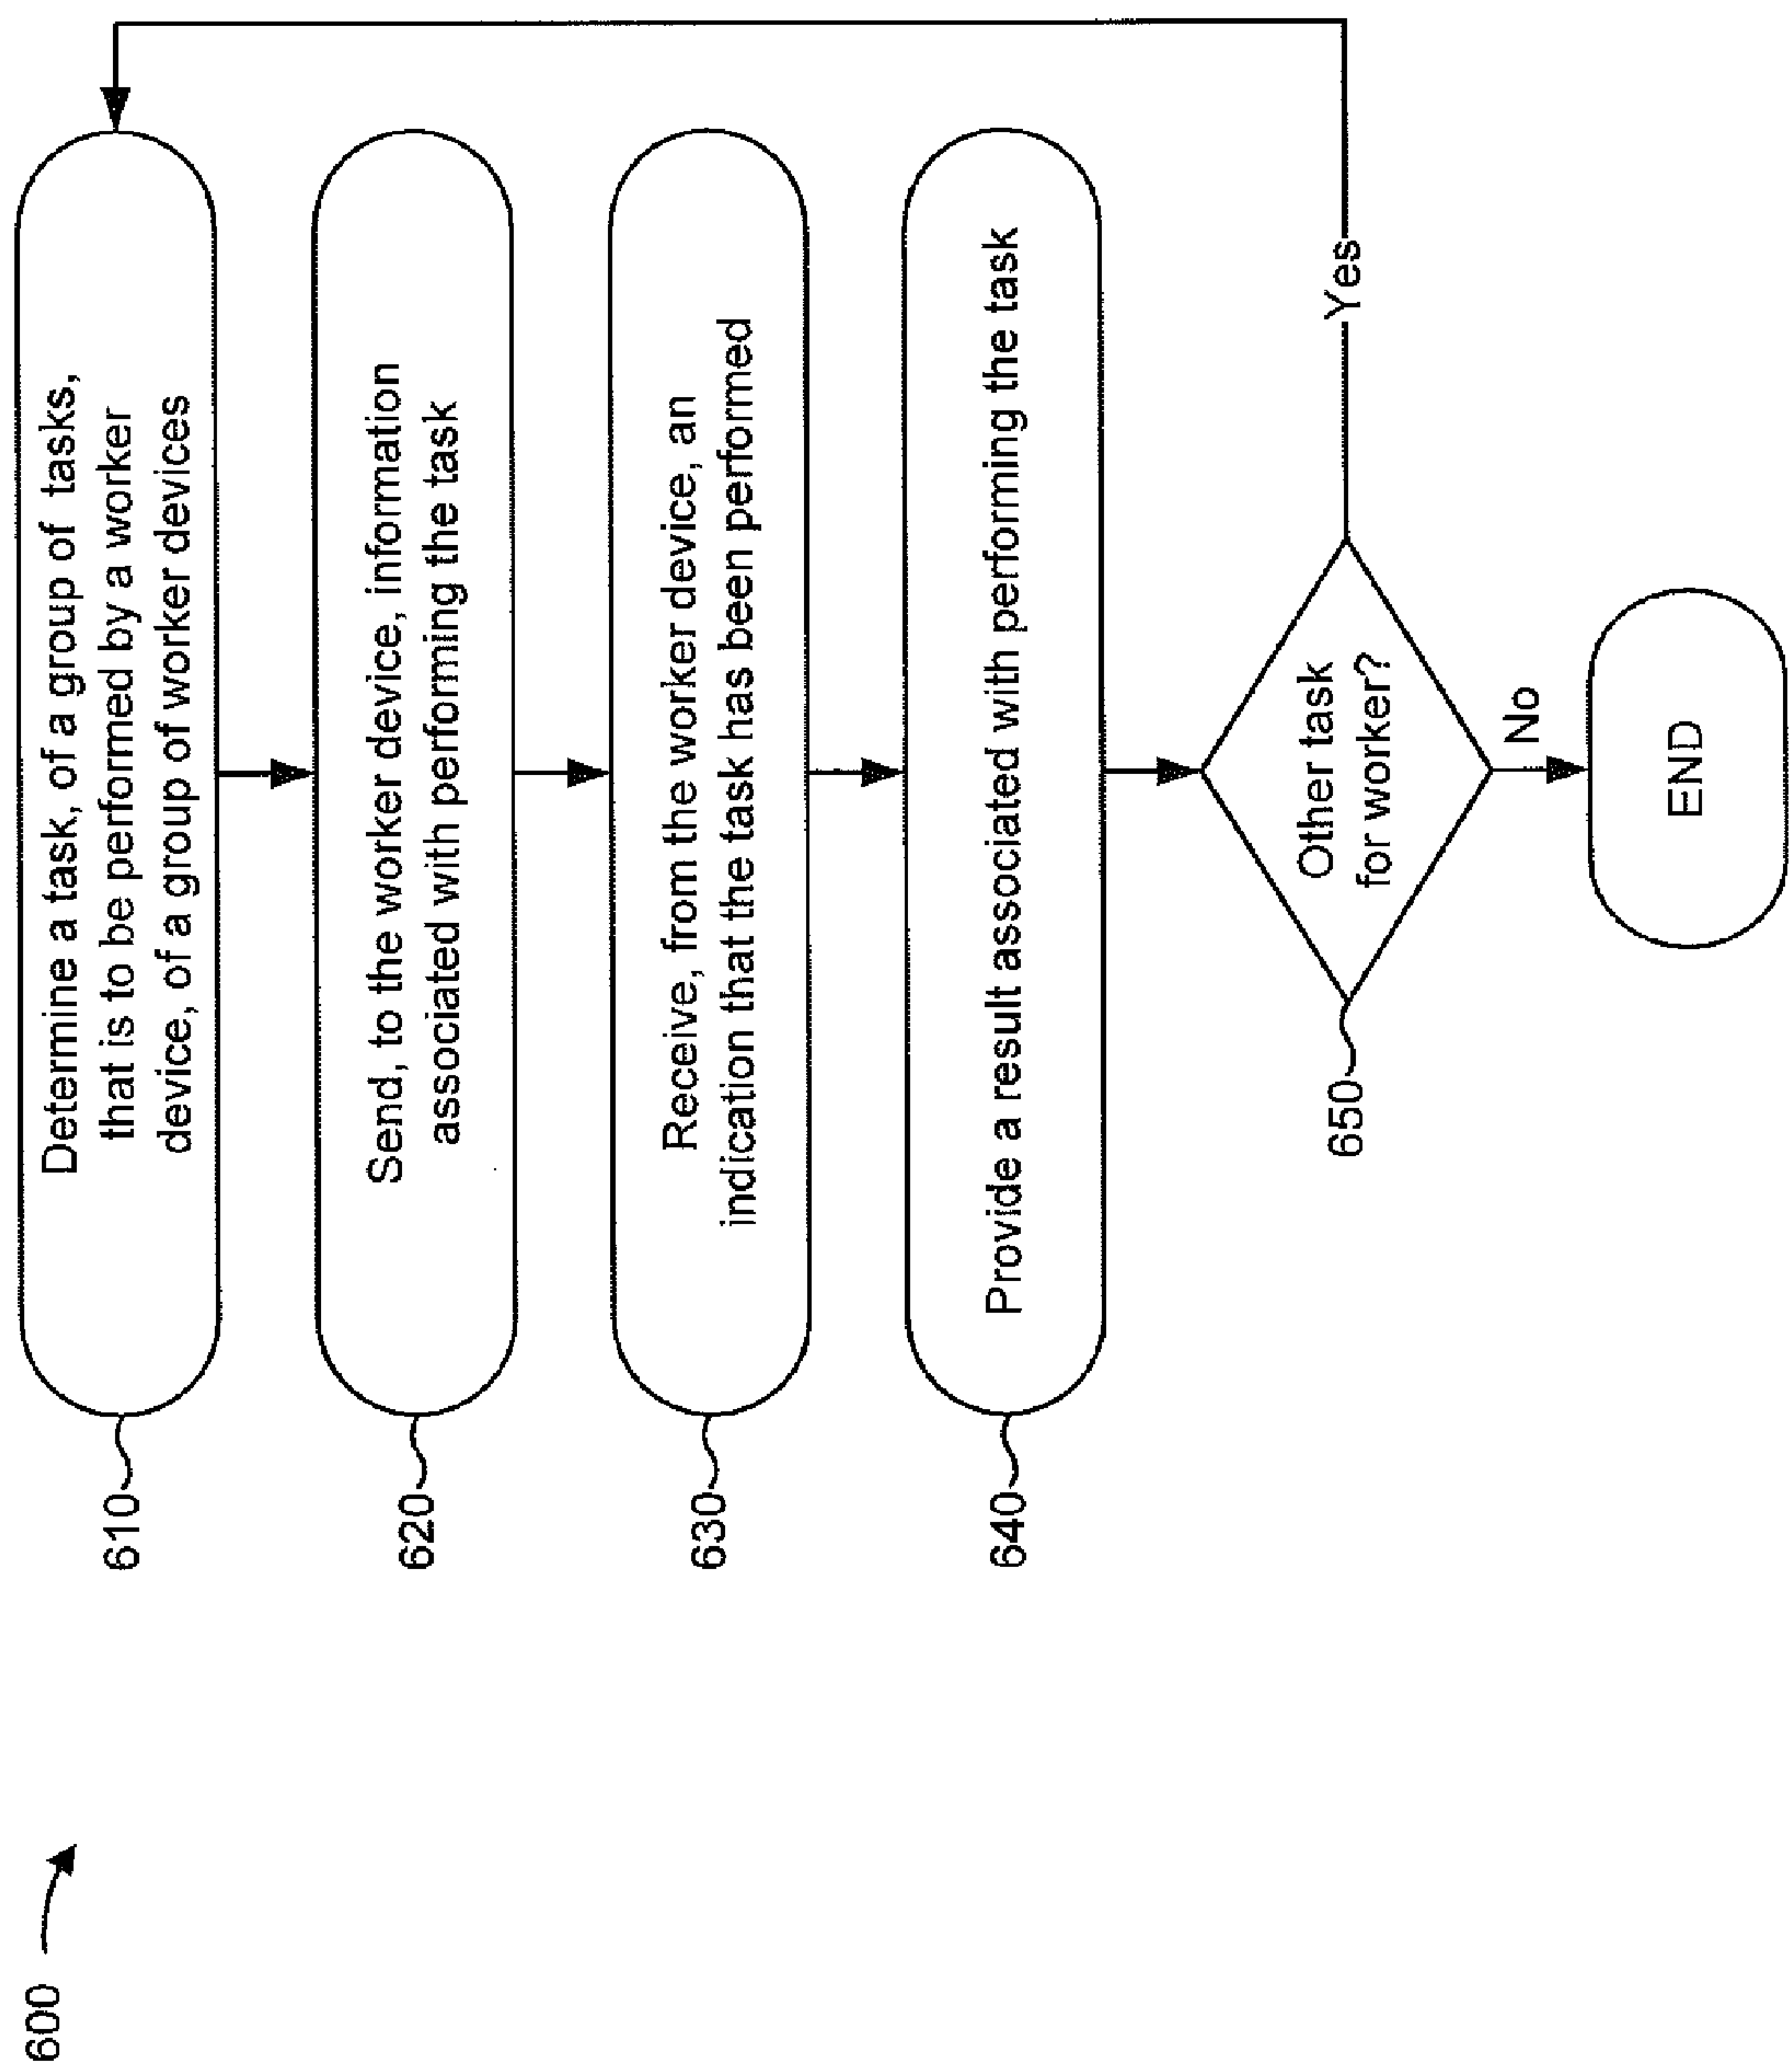 600
610
Determine a task, of a group of tasks,
that is to be performed by a worker
device, of a group of worker devices
620
Send, to the worker device, information
associated with performing the task
630
Receive, from the worker device, an
indication that the task has been performed
640
Provide a result associated with performing the task
650
Other task
for worker?
Yes
No
END